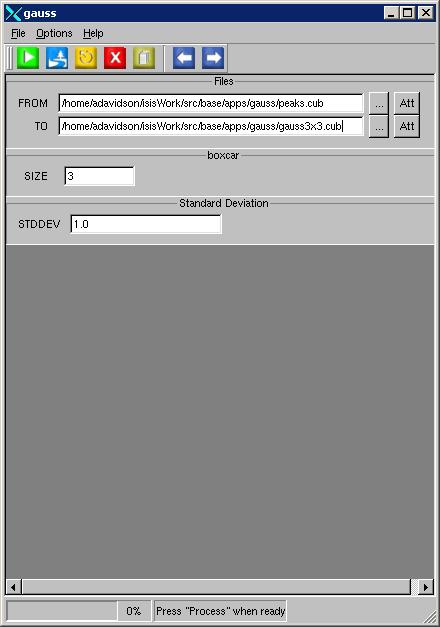 gauss
File Options Help
Files
FROM /home/adavidson/isisWork/src/base/apps/gauss/peaks.cub ... Att
TO /home/adavidson/isisWork/src/base/apps/gauss/gauss3x3.cub ... Att
boxcar
SIZE 3
Standard Deviation
STDDEV 1.0
0% Press "Process" when ready